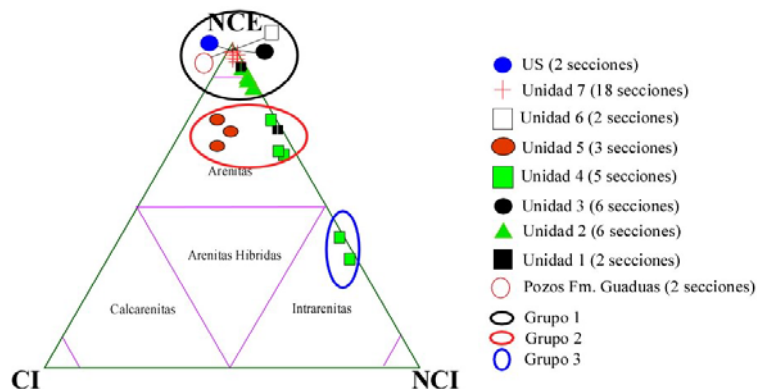 NCE
Arenitas
Arenitas Hibridas
Calcarenitas
Intrarenitas
CI
NCI
US (2 secciones)
Unidad 7 (18 secciones)
Unidad 6 (2 secciones)
Unidad 5 (3 secciones)
Unidad 4 (5 secciones)
Unidad 3 (6 secciones)
Unidad 2 (6 secciones)
Unidad 1 (2 secciones)
Pozos Fm. Guaduas (2 secciones)
Grupo 1
Grupo 2
Grupo 3